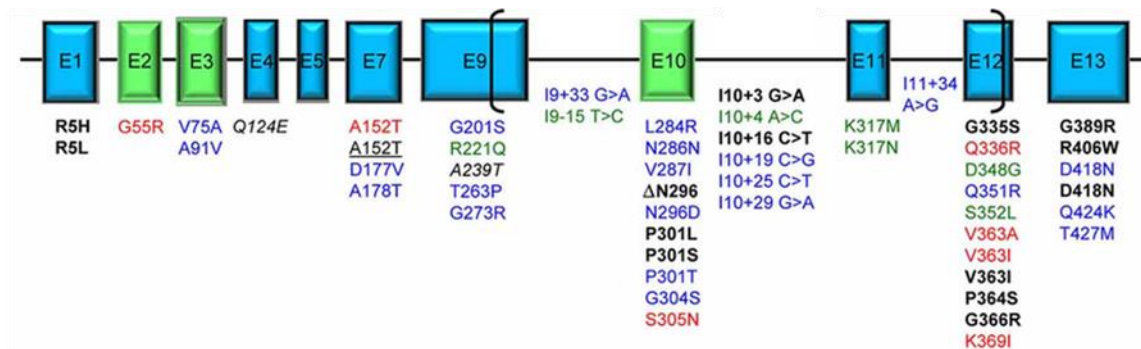 E1 E2 E3 E4 E5 E7 E9 E10 E11 E12 E13
R5H
R5L
G55R
V75A
A91V
Q124E
A152T
A152T
D177V
A178T
G201S
R221Q
A239T
T263P
G273R
I9+33 G>A
I9-15 T>C
L284R
N286N
V287I
ΔN296
N296D
P301L
P301S
P301T
G304S
S305N
I10+3 G>A
I10+4 A>C
I10+16 C>T
I10+19 C>G
I10+25 C>T
I10+29 G>A
K317M
K317N
I11+34
A>G
G335S
Q336R
D348G
Q351R
S352L
V363A
V363I
V363I
P364S
G366R
K369I
G389R
R406W
D418N
D418N
Q424K
T427M